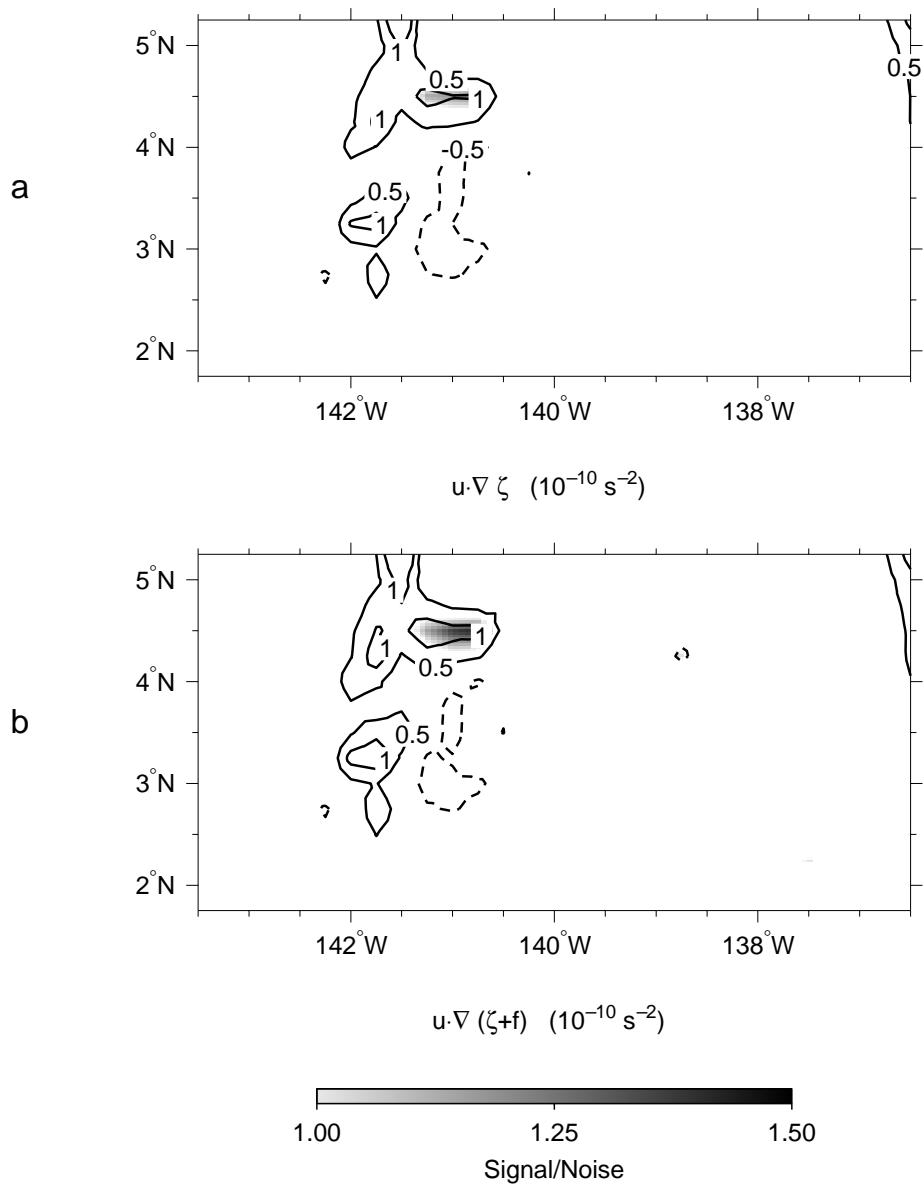 a
5°N
4°N
3°N
2°N
1
0.5
1
1
-0.5
0.5
1
0.5
142°W 140°W 138°W
u·∇ ζ (10⁻¹⁰ s⁻²)
b
5°N
4°N
3°N
2°N
1
1
1
0.5
0.5
1
142°W 140°W 138°W
u·∇ (ζ+f) (10⁻¹⁰ s⁻²)
1.00 1.25 1.50
Signal/Noise